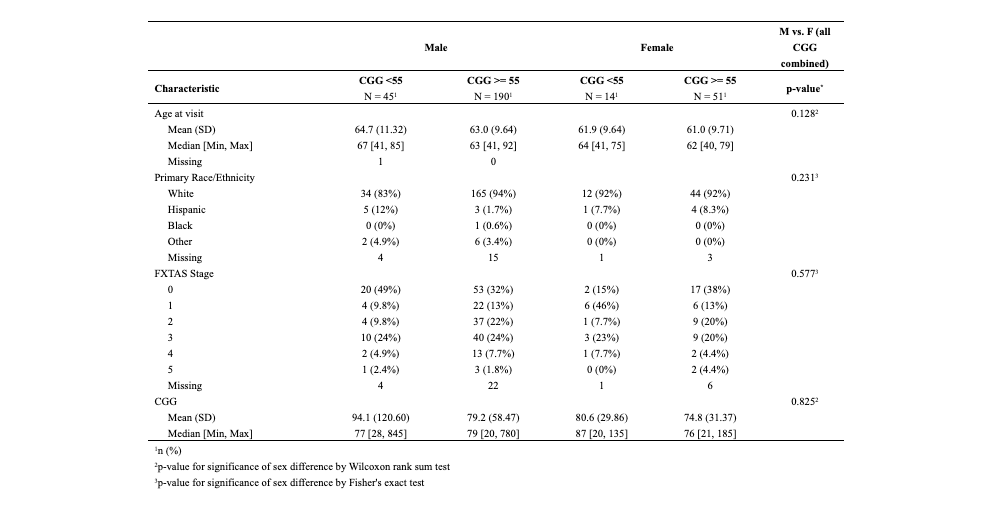 Male Female M vs. F (all CGG combined)
Characteristic CGG <55 N = 45¹ CGG >= 55 N = 190¹ CGG <55 N = 14¹ CGG >= 55 N = 51¹ p-value*
Age at visit 0.128²
Mean (SD) 64.7 (11.32) 63.0 (9.64) 61.9 (9.64) 61.0 (9.71)
Median [Min, Max] 67 [41, 85] 63 [41, 92] 64 [41, 75] 62 [40, 79]
Missing 1 0
Primary Race/Ethnicity 0.231³
White 34 (83%) 165 (94%) 12 (92%) 44 (92%)
Hispanic 5 (12%) 3 (1.7%) 1 (7.7%) 4 (8.3%)
Black 0 (0%) 1 (0.6%) 0 (0%) 0 (0%)
Other 2 (4.9%) 6 (3.4%) 0 (0%) 0 (0%)
Missing 4 15 1 3
FXTAS Stage 0.577³
0 20 (49%) 53 (32%) 2 (15%) 17 (38%)
1 4 (9.8%) 22 (13%) 6 (46%) 6 (13%)
2 4 (9.8%) 37 (22%) 1 (7.7%) 9 (20%)
3 10 (24%) 40 (24%) 3 (23%) 9 (20%)
4 2 (4.9%) 13 (7.7%) 1 (7.7%) 2 (4.4%)
5 1 (2.4%) 3 (1.8%) 0 (0%) 2 (4.4%)
Missing 4 22 1 6
CGG 0.825²
Mean (SD) 94.1 (120.60) 79.2 (58.47) 80.6 (29.86) 74.8 (31.37)
Median [Min, Max] 77 [28, 845] 79 [20, 780] 87 [20, 135] 76 [21, 185]
¹n (%)
²p-value for significance of sex difference by Wilcoxon rank sum test
³p-value for significance of sex difference by Fisher's exact test